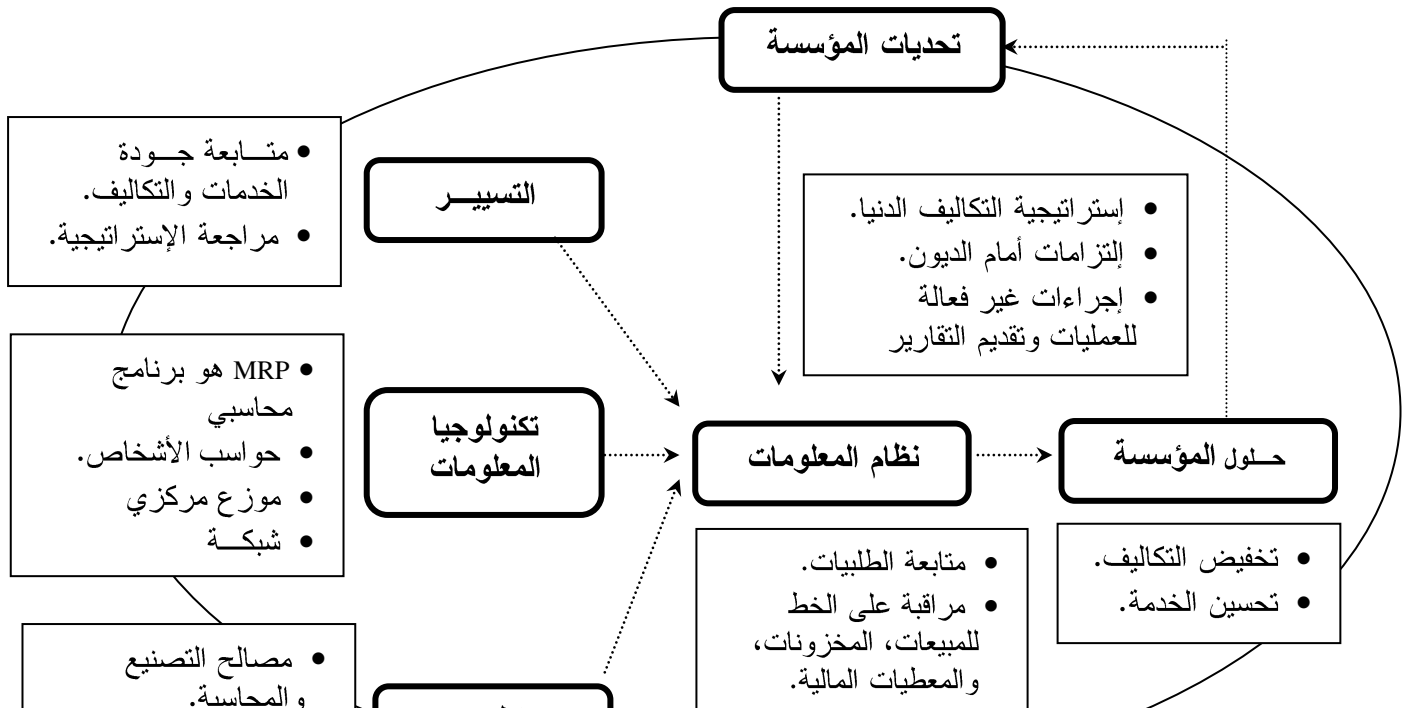 تحديات المؤسسة
متـــابعة جـــودة
الخدمات والتكاليف.
مراجعة الإستراتيجية.
التسييـــر
إستراتيجية التكاليف الدنيا.
إلتزامات أمام الديون.
إجراءات غير فعالة
للعمليات وتقديم التقارير
MRP هو برنامج
محاسبي
حواسب الأشخاص.
موزع مركزي
شبكـــة
تكنولوجيا
المعلومات
نظام المعلومات
حـــلول المؤسسة
متابعة الطلبيات.
مراقبة على الخط
للمبيعات، المخزونات،
والمعطيات المالية.
تخفيض التكاليف.
تحسين الخدمة.
مصالح التصنيع
والمحاسبة.